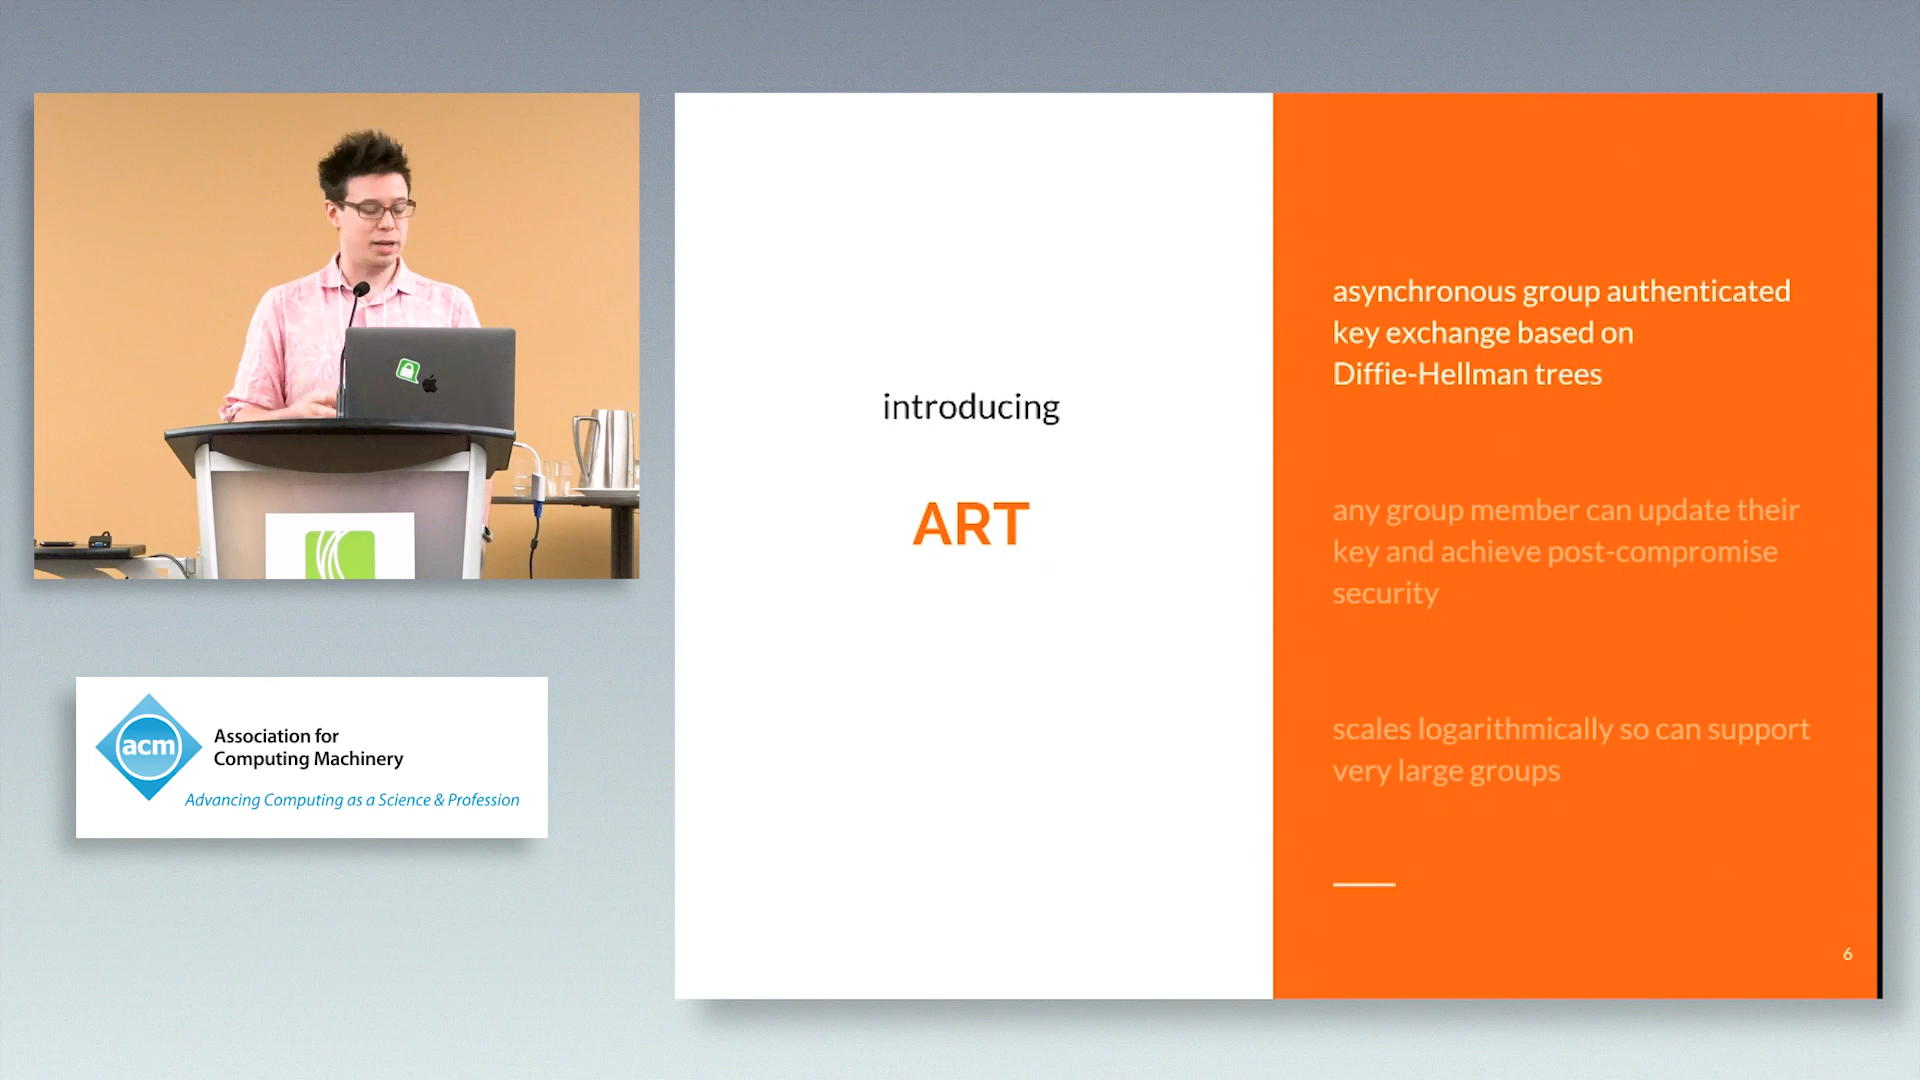 introducing
ART
asynchronous group authenticated
key exchange based on
Diffie-Hellman trees
any group member can update their
key and achieve post-compromise
security
scales logarithmically so can support
very large groups
6
acm
Association for
Computing Machinery
Advancing Computing as a Science & Profession